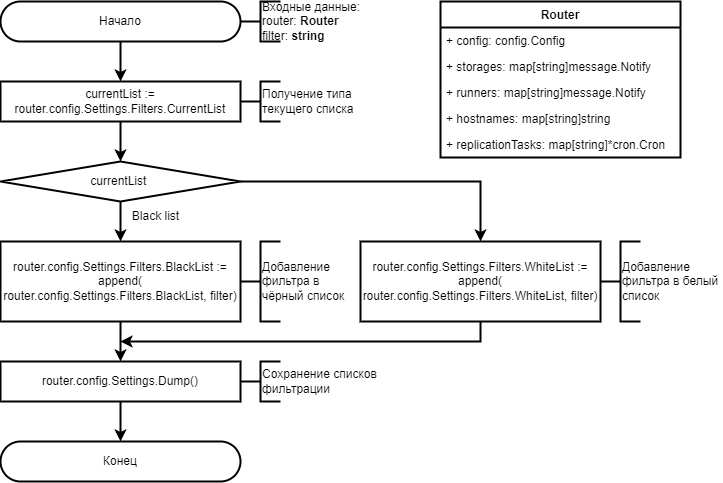 Начало
Входные данные:
router: Router
filter: string
Router
+ config: config.Config
+ storages: map[string]message.Notify
+ runners: map[string]message.Notify
+ hostnames: map[string]string
+ replicationTasks: map[string]*cron.Cron
currentList :=
router.config.Settings.Filters.CurrentList
Получение типа
текущего списка
currentList
Black list
router.config.Settings.Filters.BlackList :=
append(
router.config.Settings.Filters.BlackList, filter)
Добавление
фильтра в
чёрный список
router.config.Settings.Filters.WhiteList :=
append(
router.config.Settings.Filters.WhiteList, filter)
Добавление
фильтра в белый
список
router.config.Settings.Dump()
Сохранение списков
фильтрации
Конец